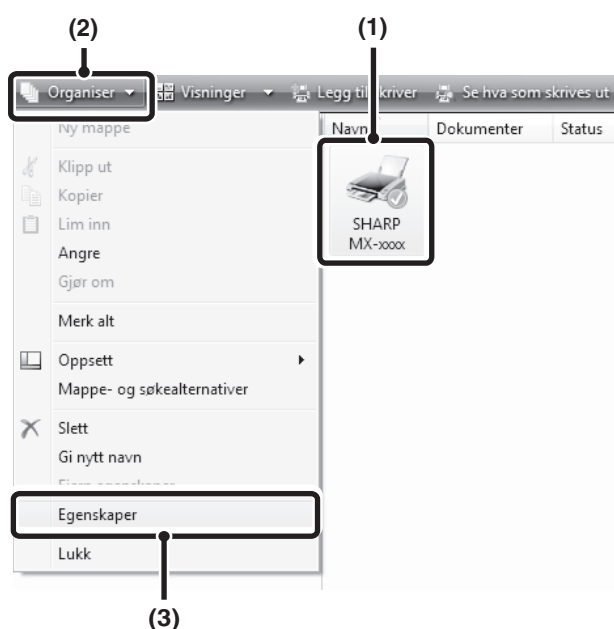 (2) (1)
Organiser Visninger Legg til skriver Se hva som skrives ut
Navn Dokumenter Status
Ny mappe
Klipp ut
Kopier
Lim inn
Angre
Gjør om
Merk alt
Oppsett
Mappe- og søkealternativer
Slett
Gi nytt navn
Fjern egenskaper
Egenskaper
Lukk
SHARP
MX-xxxx
(3)